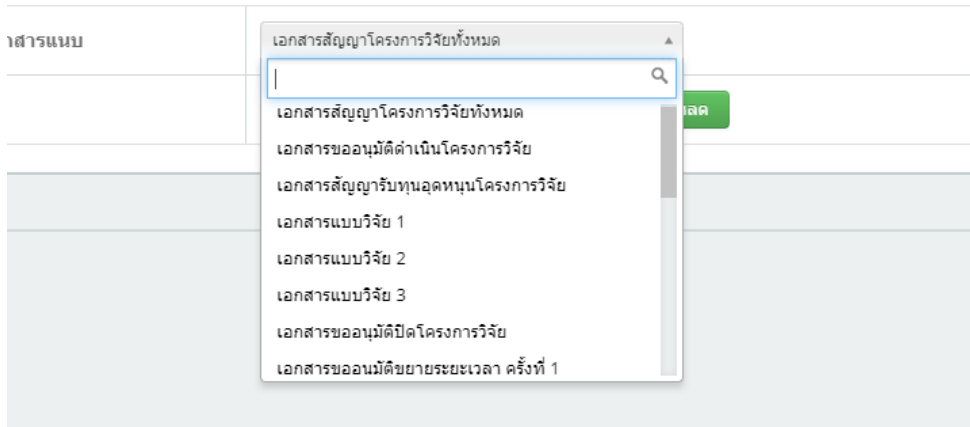 เอกสารสัญญาโครงการวิจัยทั้งหมด
เอกสารสัญญาโครงการวิจัยทั้งหมด
เอกสารขออนุมัติดำเนินโครงการวิจัย
เอกสารสัญญารับทุนอุดหนุนโครงการวิจัย
เอกสารแบบวิจัย 1
เอกสารแบบวิจัย 2
เอกสารแบบวิจัย 3
เอกสารขออนุมัติปิดโครงการวิจัย
เอกสารขออนุมัติขยายระยะเวลา ครั้งที่ 1